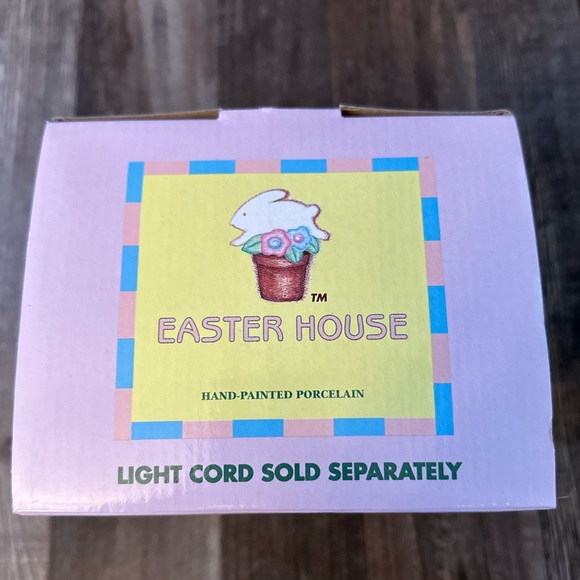 TM
EASTER HOUSE
HAND-PAINTED PORCELAIN
LIGHT CORD SOLD SEPARATELY